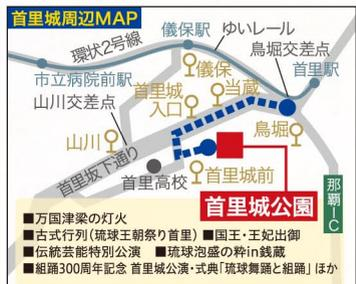 首里城周辺MAP
環状2号線
儀保駅
ゆいレール
鳥堀交差点
市立病院前駅
儀保
首里駅
山川交差点
首里城
入口
当蔵
山川
鳥堀
首里坂下通り
首里高校
首里城前
那覇IC
首里城公園
■万国津梁の灯火
■古式行列(琉球王朝祭り首里) ■国王・王妃出御
■伝統芸能特別公演 ■琉球泡盛の粋in銭蔵
■組踊300周年記念 首里城公演・式典「琉球舞踊と組踊」 ほか